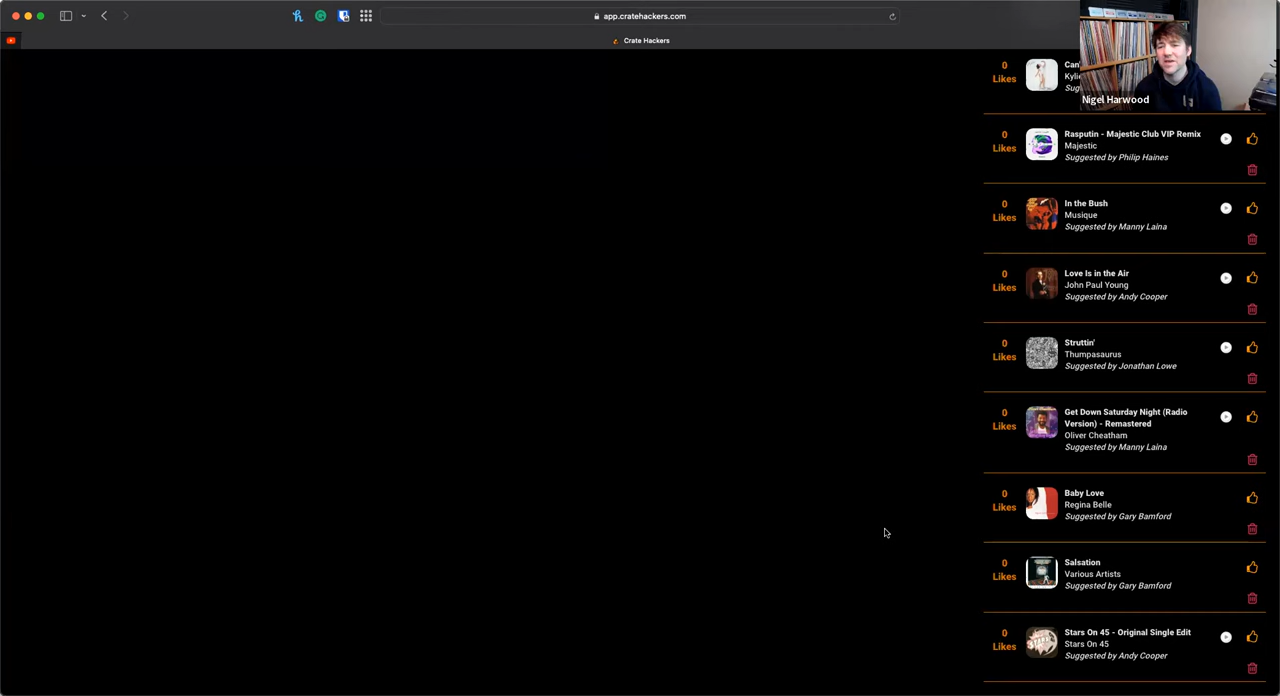 app.cratehackers.com
Crate Hackers
Nigel Harwood
0
Likes
0
Likes
Rasputin - Majestic Club VIP Remix
Majestic
Suggested by Philip Haines
0
Likes
In the Bush
Musique
Suggested by Manny Laina
0
Likes
Love Is in the Air
John Paul Young
Suggested by Andy Cooper
0
Likes
Struttin'
Thumpasaurus
Suggested by Jonathan Lowe
0
Likes
Get Down Saturday Night (Radio
Version) - Remastered
Oliver Cheatham
Suggested by Manny Laina
0
Likes
Baby Love
Regina Belle
Suggested by Gary Bamford
0
Likes
Salsation
Various Artists
Suggested by Gary Bamford
0
Likes
Stars On 45 - Original Single Edit
Stars On 45
Suggested by Andy Cooper